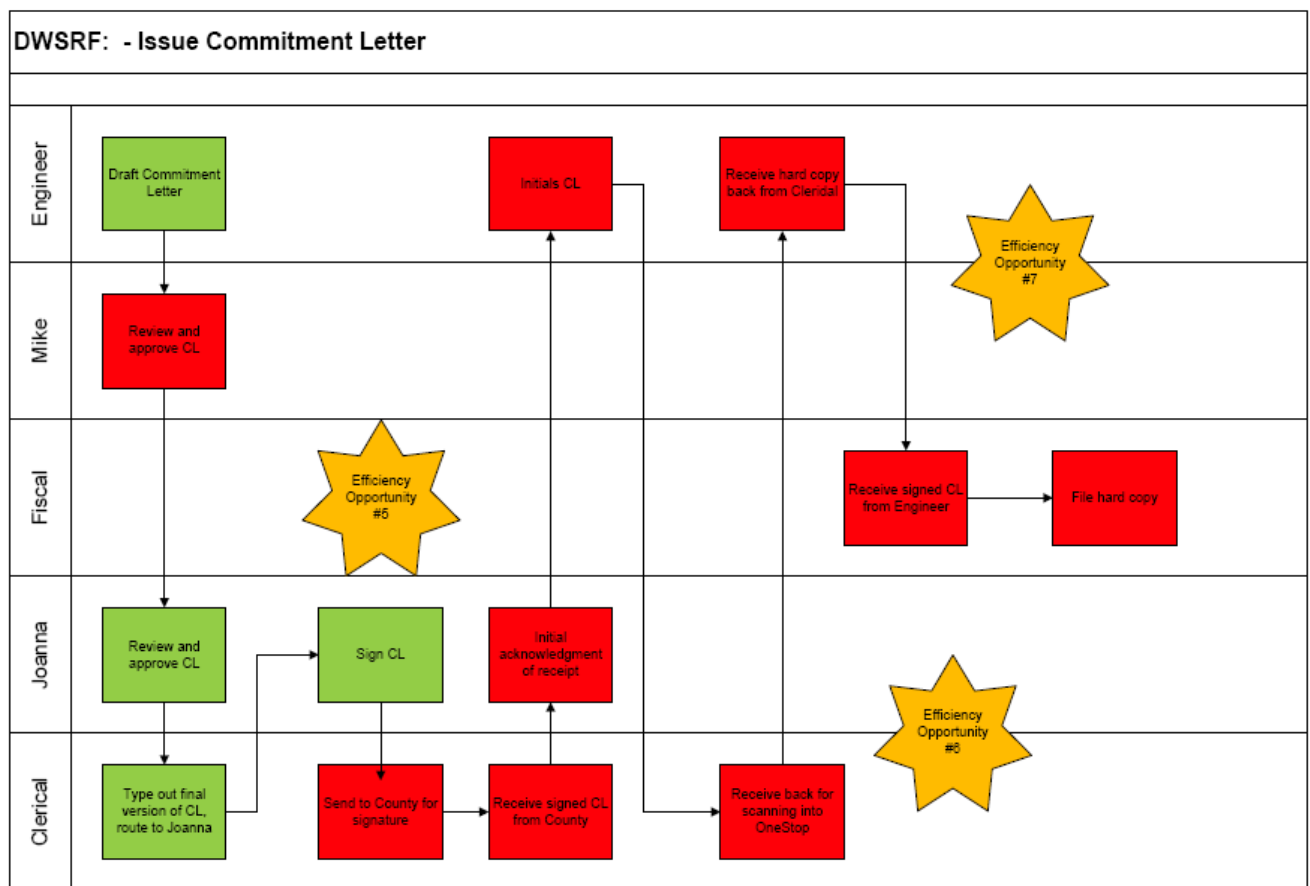 DWSRF:  - Issue Commitment Letter
Engineer
Draft Commitment
Letter
Initials CL
Receive hard copy
back from Cleridal
Efficiency
Opportunity
#7
Mike
Review and
approve CL
Fiscal
Efficiency
Opportunity
#5
Receive signed CL
from Engineer
File hard copy
Joanna
Review and
approve CL
Sign CL
Initial
acknowledgment
of receipt
Efficiency
Opportunity
#6
Clerical
Type out final
version of CL,
route to Joanna
Send to County for
signature
Receive signed CL
from County
Receive back for
scanning into
OneStop